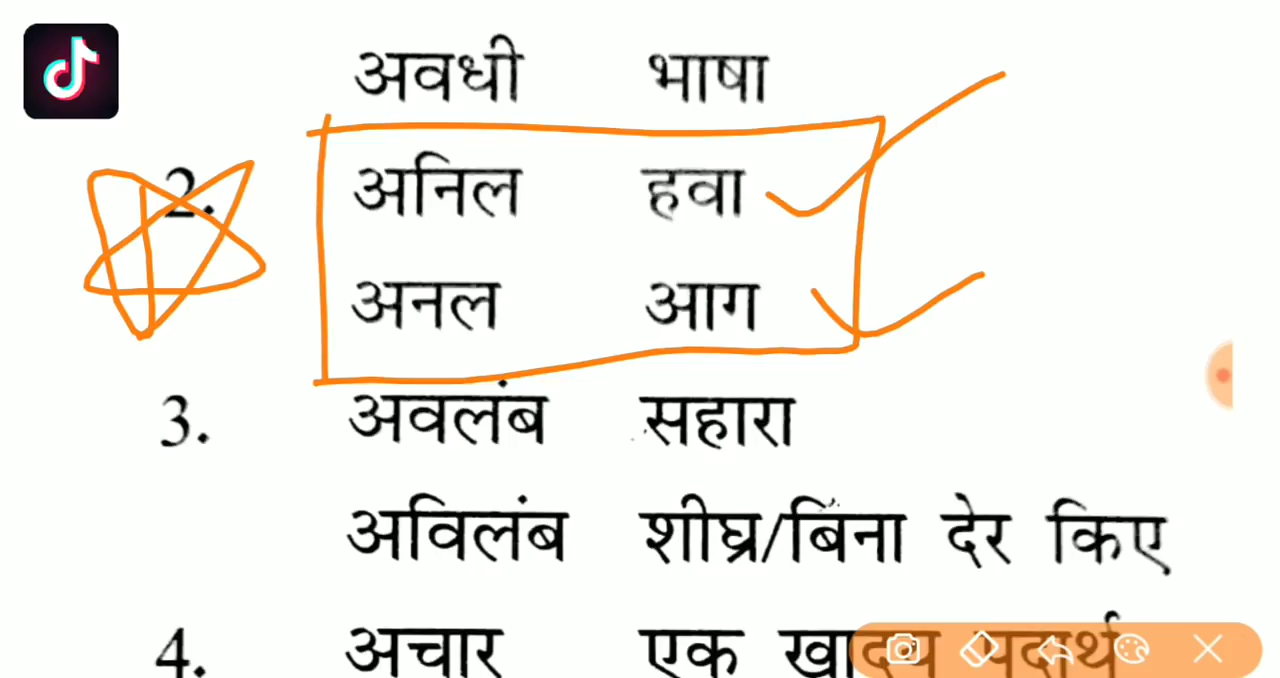 अवधी भाषा
2. अनिल हवा
अनल आग
3. अवलंब सहारा
अविलंब शीघ्र/बिना देर किए
4. अचार एक खाद्य पदार्थ